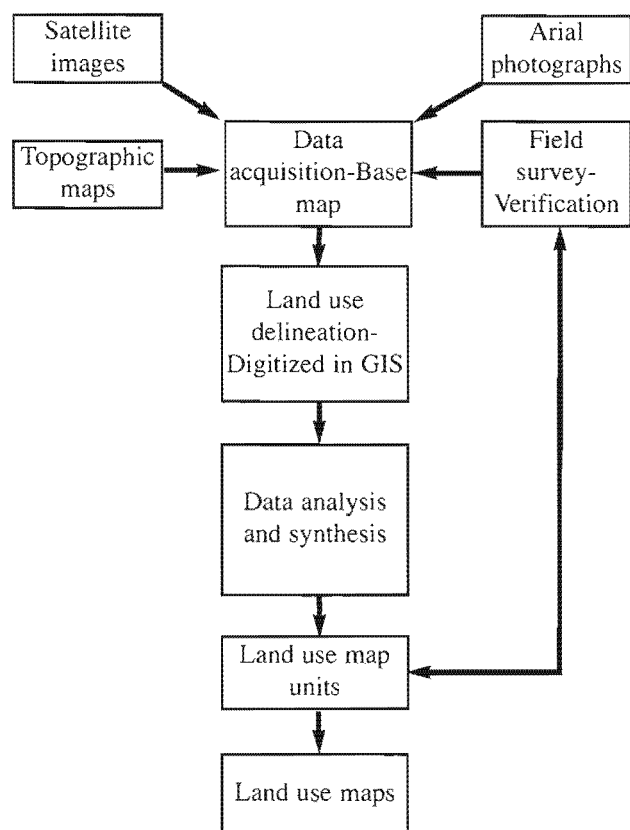 Satellite
images
Arial
photographs
Topographic
maps
Data
acquisition-Base
map
Field
survey-
Verification
Land use
delineation-
Digitized in GIS
Data analysis
and synthesis
Land use map
units
Land use maps